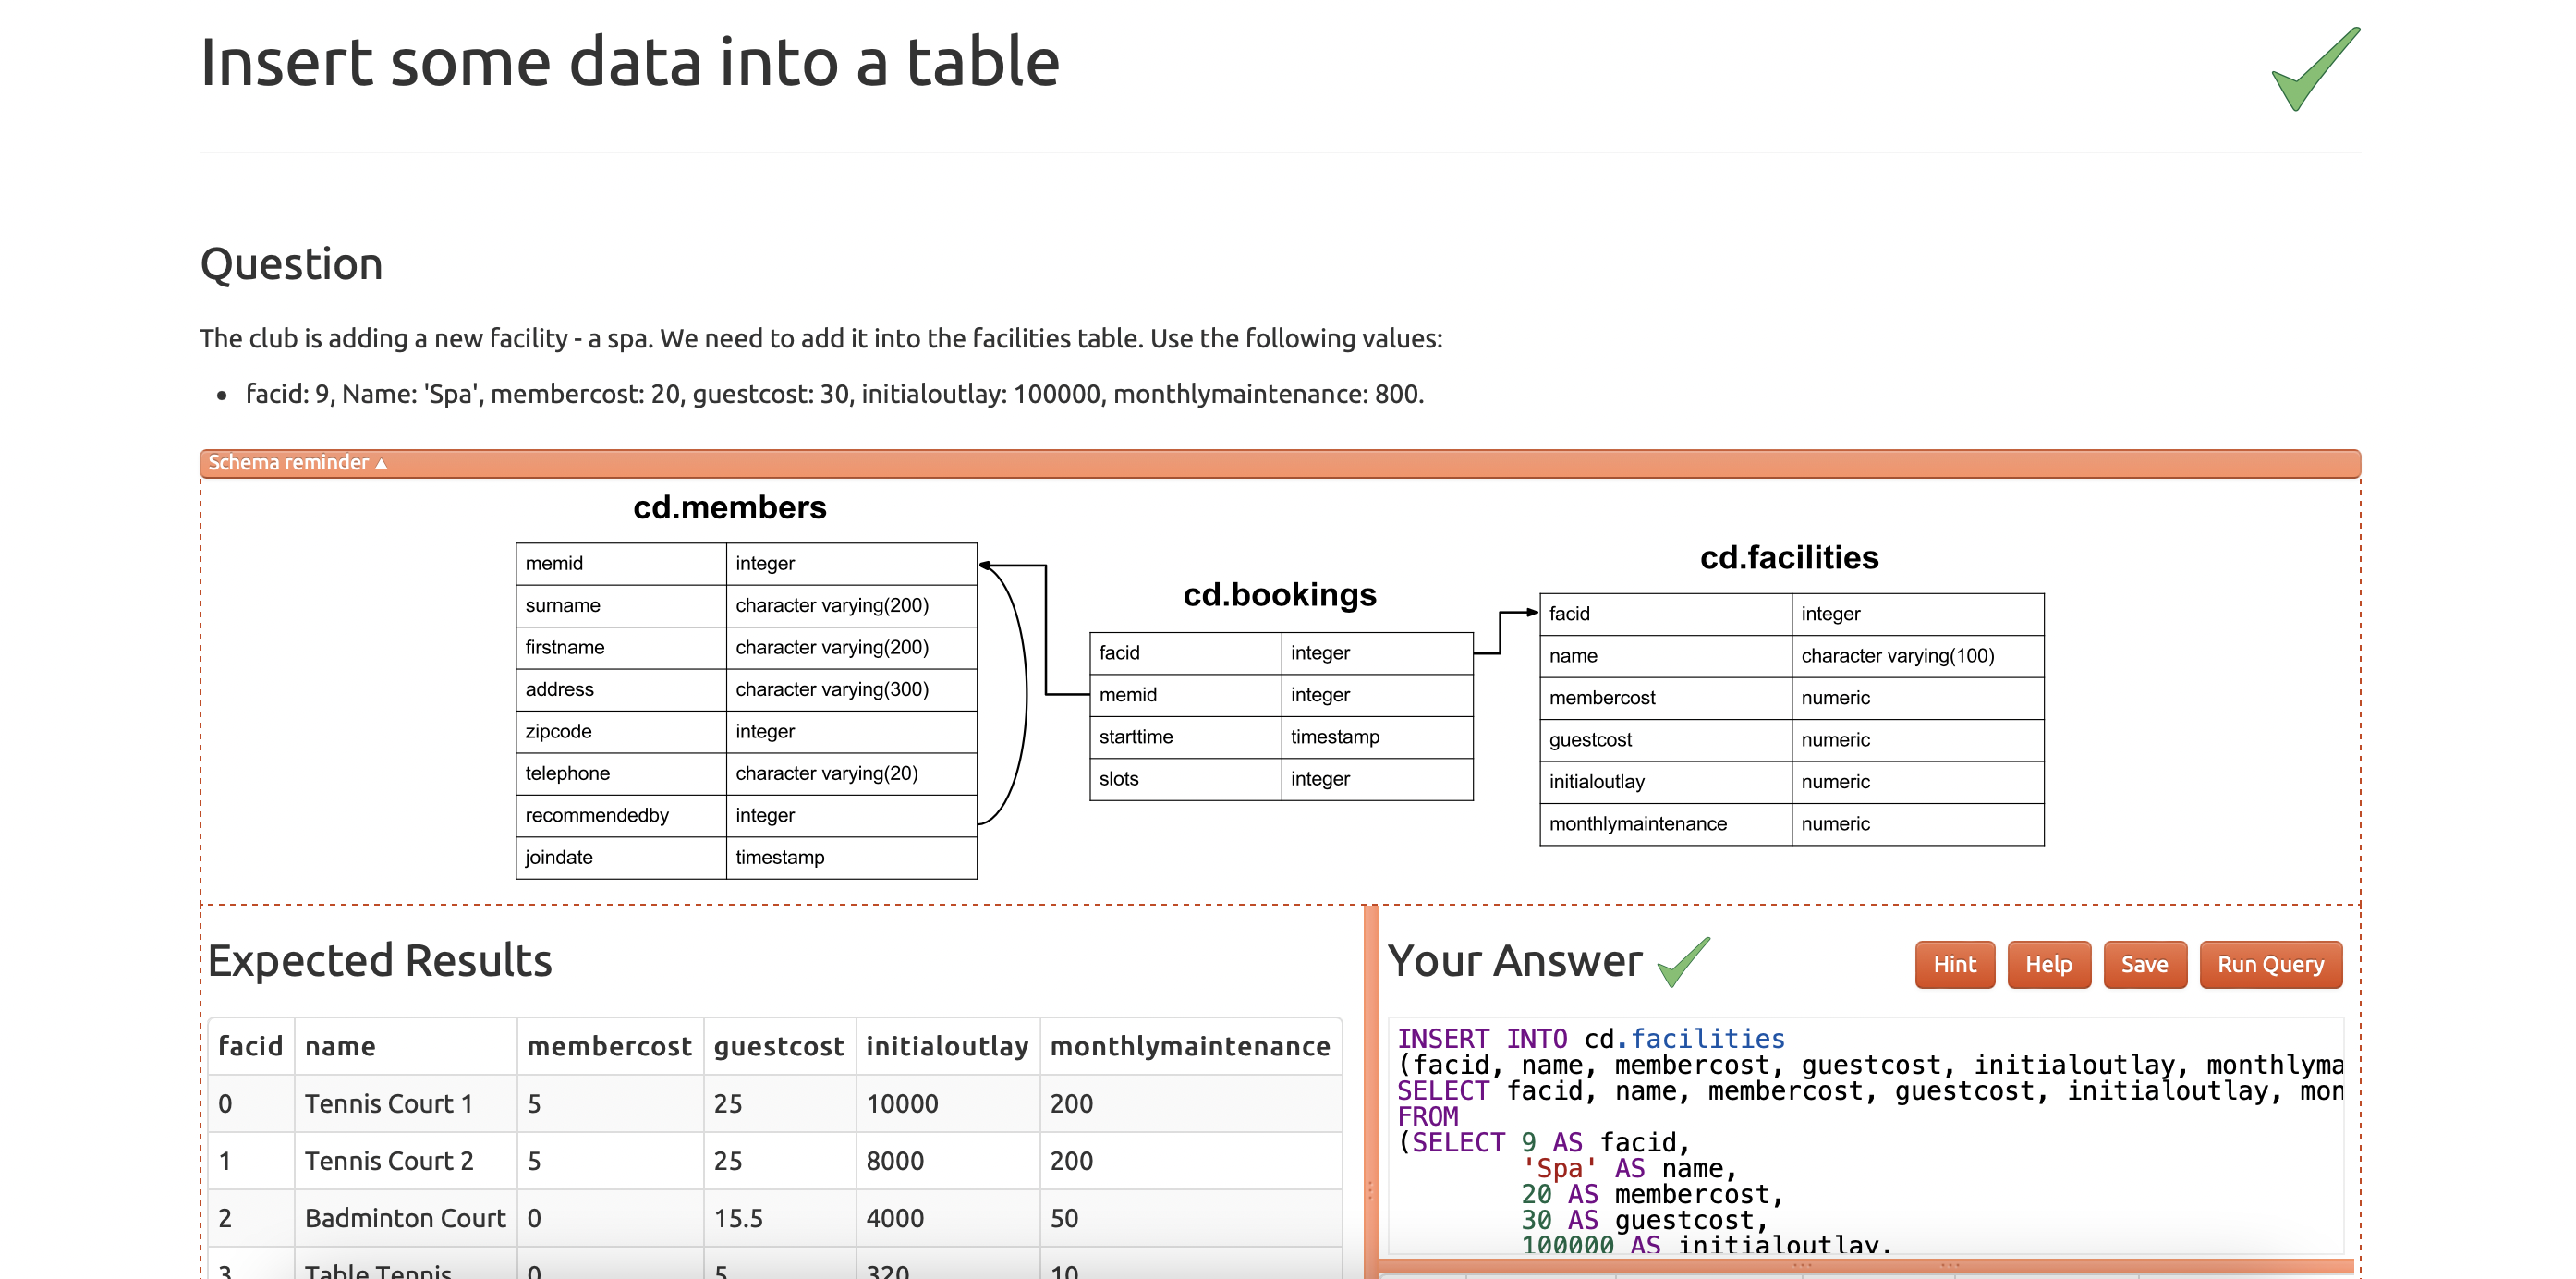 Insert some data into a table
Question
The club is adding a new facility - a spa. We need to add it into the facilities table. Use the following values:
• facid: 9, Name: 'Spa', membercost: 20, guestcost: 30, initialoutlay: 100000, monthlymaintenance: 800.
Schema reminder ▲
cd.members
memid integer
surname character varying(200)
firstname character varying(200)
address character varying(300)
zipcode integer
telephone character varying(20)
recommendedby integer
joindate timestamp
cd.bookings
facid integer
memid integer
starttime timestamp
slots integer
cd.facilities
facid integer
name character varying(100)
membercost numeric
guestcost numeric
initialoutlay numeric
monthlymaintenance numeric
Expected Results
facid name membercost guestcost initialoutlay monthlymaintenance
0 Tennis Court 1 5 25 10000 200
1 Tennis Court 2 5 25 8000 200
2 Badminton Court 0 15.5 4000 50
3 Table Tennis 0 5 320 10
Your Answer
Hint Help Save Run Query
INSERT INTO cd.facilities
(facid, name, membercost, guestcost, initialoutlay, monthlyma
SELECT facid, name, membercost, guestcost, initialoutlay, mon
FROM
(SELECT 9 AS facid,
'Spa' AS name,
20 AS membercost,
30 AS guestcost,
100000 AS initialoutlay,